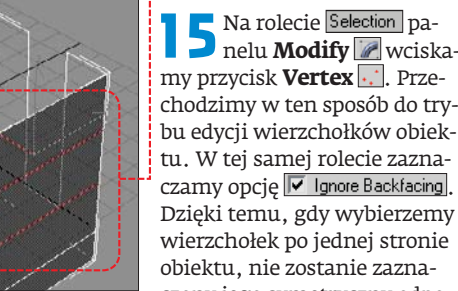 15 Na rolecie Selection pa-
nelu Modify wciska-
my przycisk Vertex. Prze-
chodzimy w ten sposób do try-
bu edycji wierzchołków obiek-
tu. W tej samej rolecie zazna-
czamy opcję Ignore Backfacing.
Dzięki temu, gdy wybierzemy
wierzchołek po jednej stronie
obiektu, nie zostanie zazna-